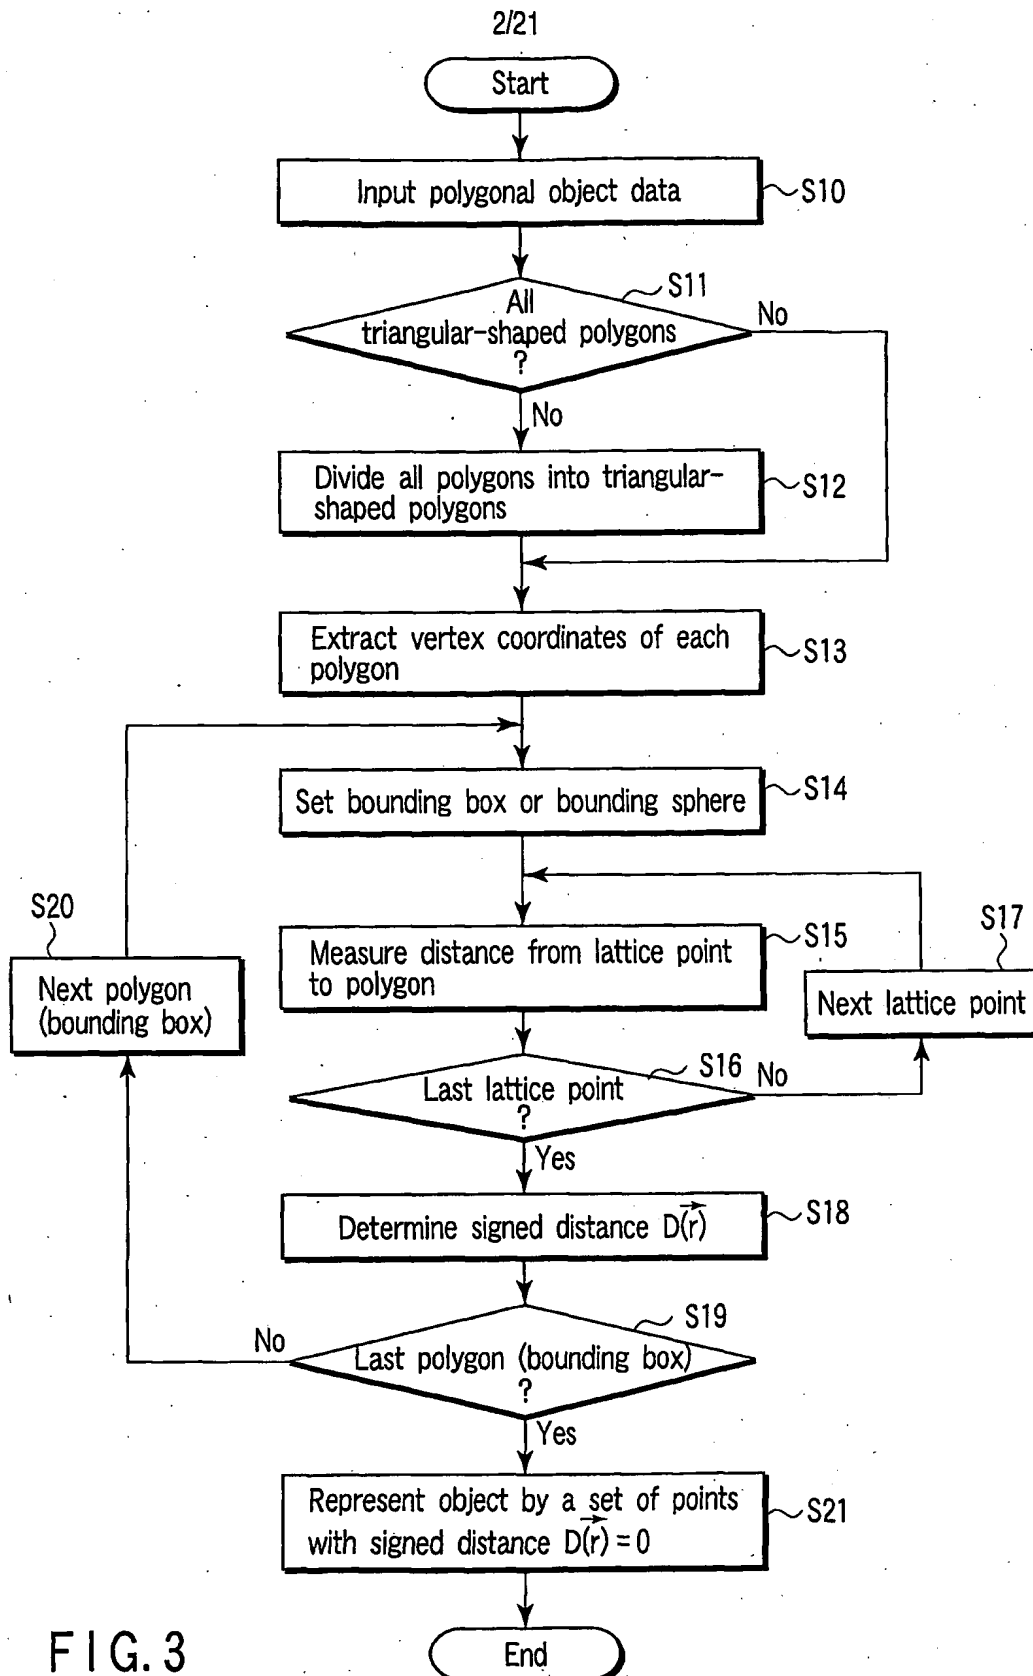 2/21
Start
Input polygonal object data
S10
S11
All
triangular-shaped polygons
?
No
No
Divide all polygons into triangular-
shaped polygons
S12
Extract vertex coordinates of each
polygon
S13
Set bounding box or bounding sphere
S14
S20
Next polygon
(bounding box)
Measure distance from lattice point
to polygon
S15
S17
Next lattice point
S16
Last lattice point
?
No
Yes
Determine signed distance D(r)
S18
S19
No
Last polygon (bounding box)
?
Yes
Represent object by a set of points
with signed distance D(r) = 0
S21
End
FIG. 3